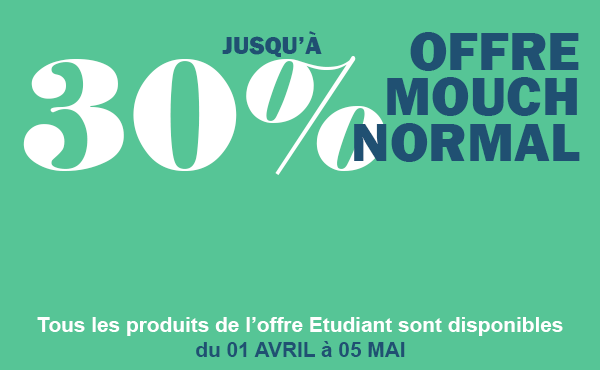 JUSQU'À
30%
OFFRE
MOUCH
NORMAL
Tous les produits de l'offre Etudiant sont disponibles
du 01 AVRIL à 05 MAI